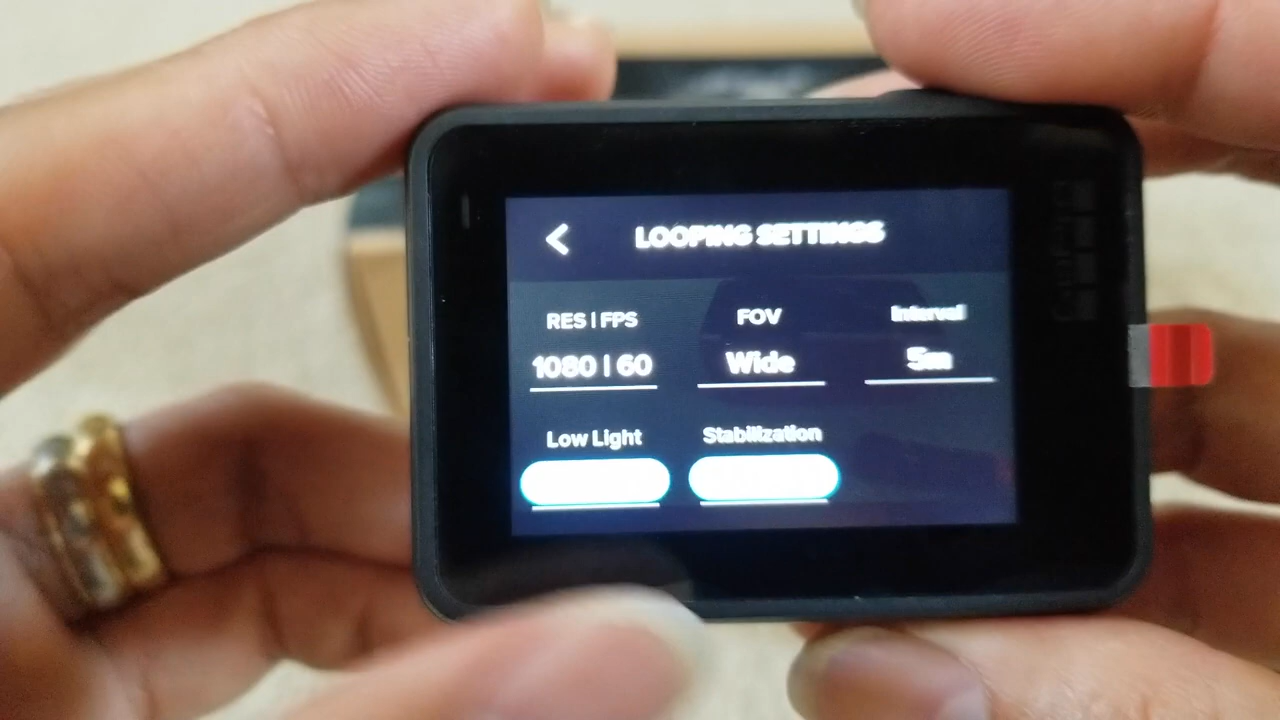 LOOPING SETTINGS
RES | FPS FOV Interval
1080 | 60 Wide 5m
Low Light Stabilization